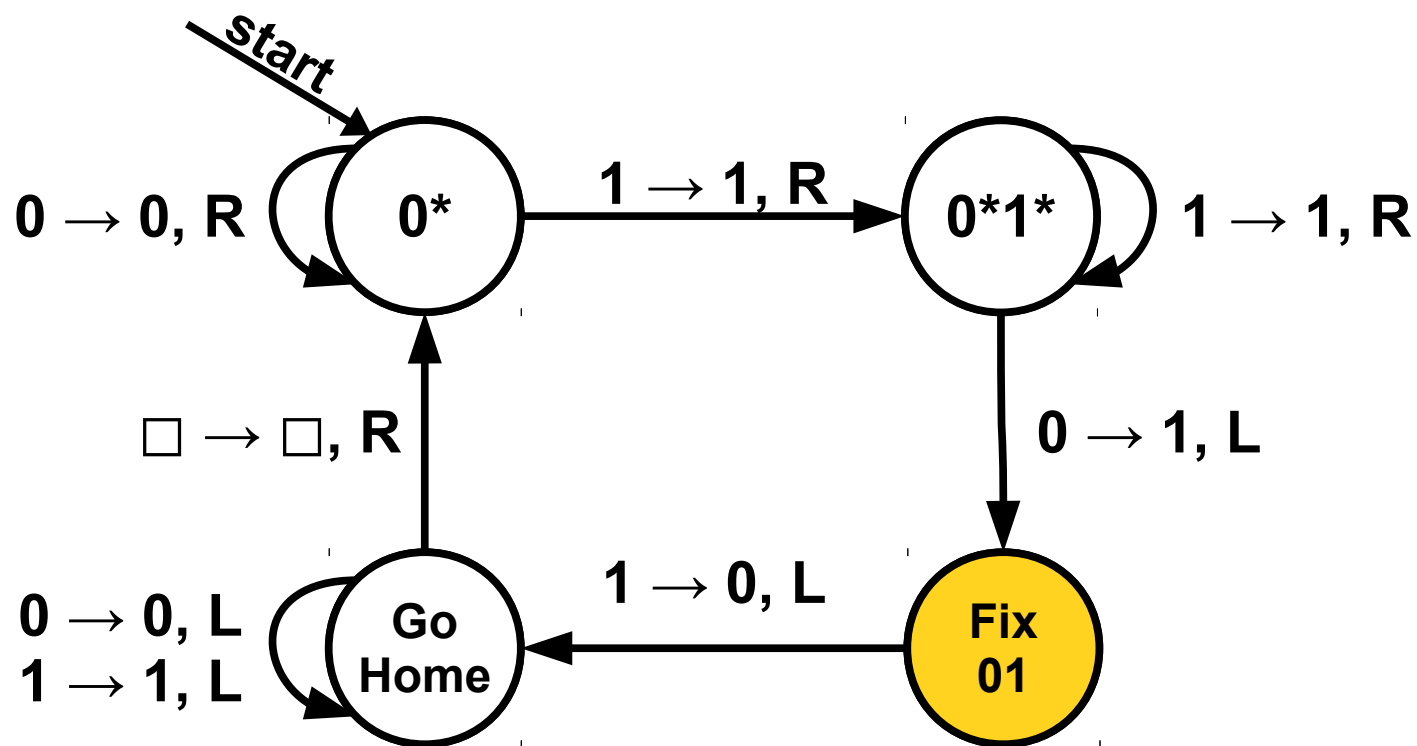 start
0 → 0, R
0*
1 → 1, R
0*1*
1 → 1, R
□ → □, R
0 → 1, L
0 → 0, L
1 → 1, L
Go
Home
1 → 0, L
Fix
01